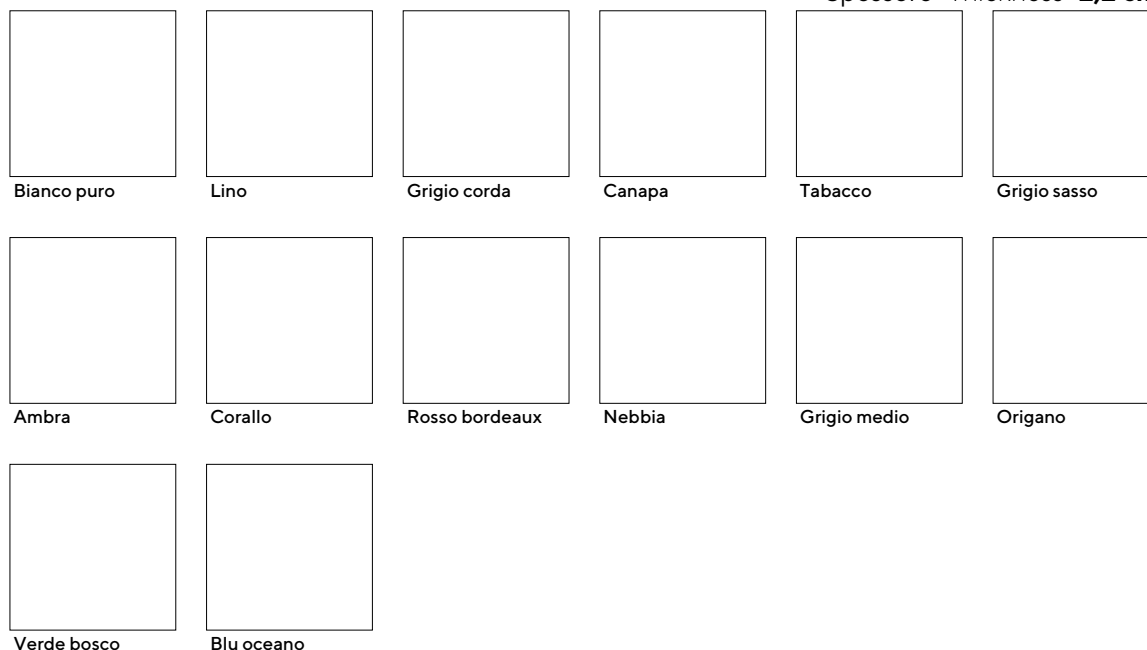 Bianco puro
Lino
Grigio corda
Canapa
Tabacco
Grigio sasso
Ambra
Corallo
Rosso bordeaux
Nebbia
Grigio medio
Origano
Verde bosco
Blu oceano